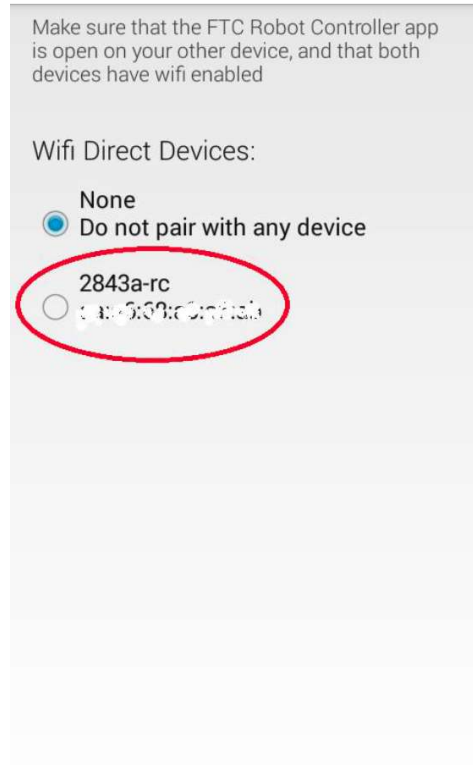 Make sure that the FTC Robot Controller app
is open on your other device, and that both
devices have wifi enabled
Wifi Direct Devices:
None
Do not pair with any device
2843a-rc